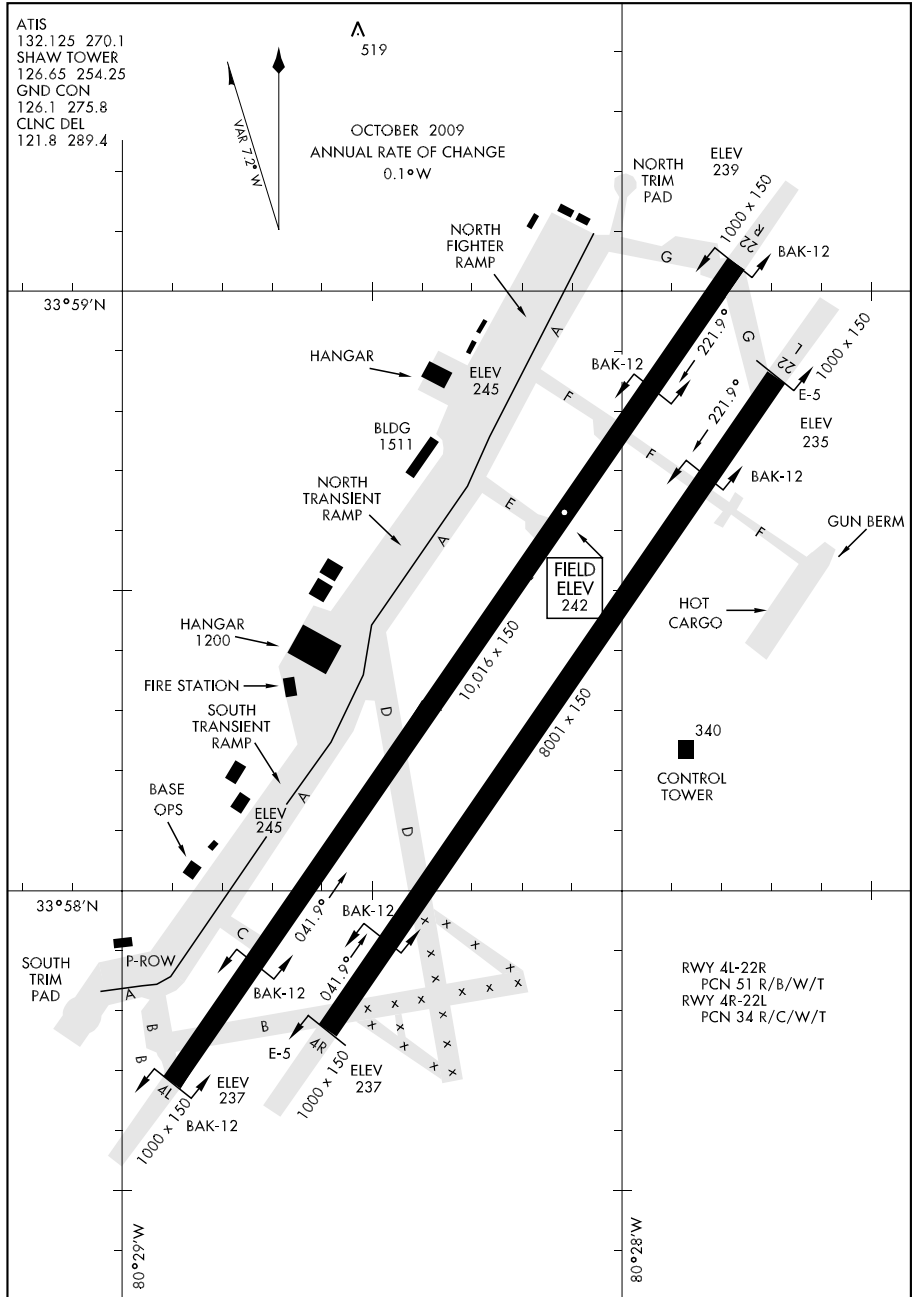 ATIS
132.125 270.1
SHAW TOWER
126.65 254.25
GND CON
126.1 275.8
CLNC DEL
121.8 289.4
519
VAR 7.2° W
OCTOBER 2009
ANNUAL RATE OF CHANGE
0.1° W
NORTH
TRIM
PAD
ELEV
239
1000 x 150
22 R
BAK-12
NORTH
FIGHTER
RAMP
G
33°59'N
A
221.9°
G
22 L
1000 x 150
HANGAR
ELEV
245
BAK-12
E-5
F
221.9°
ELEV
235
BLDG
1511
BAK-12
NORTH
TRANSIENT
RAMP
E
F
F
GUN BERM
A
FIELD
ELEV
242
HOT
CARGO
HANGAR
1200
10,016 x 150
FIRE STATION
D
8001 x 150
SOUTH
TRANSIENT
RAMP
340
CONTROL
TOWER
BASE
OPS
A
ELEV
245
D
33°58'N
041.9°
BAK-12
C
SOUTH
TRIM
PAD
P-ROW
041.9°
BAK-12
RWY 4L-22R
PCN 51 R/B/W/T
RWY 4R-22L
PCN 34 R/C/W/T
A
B
B
B
E-5
4R
ELEV
237
1000 x 150
4L
ELEV
237
BAK-12
1000 x 150
80°29'W
80°28'W
x x x x x x x x x x x x x x x x x x x x x